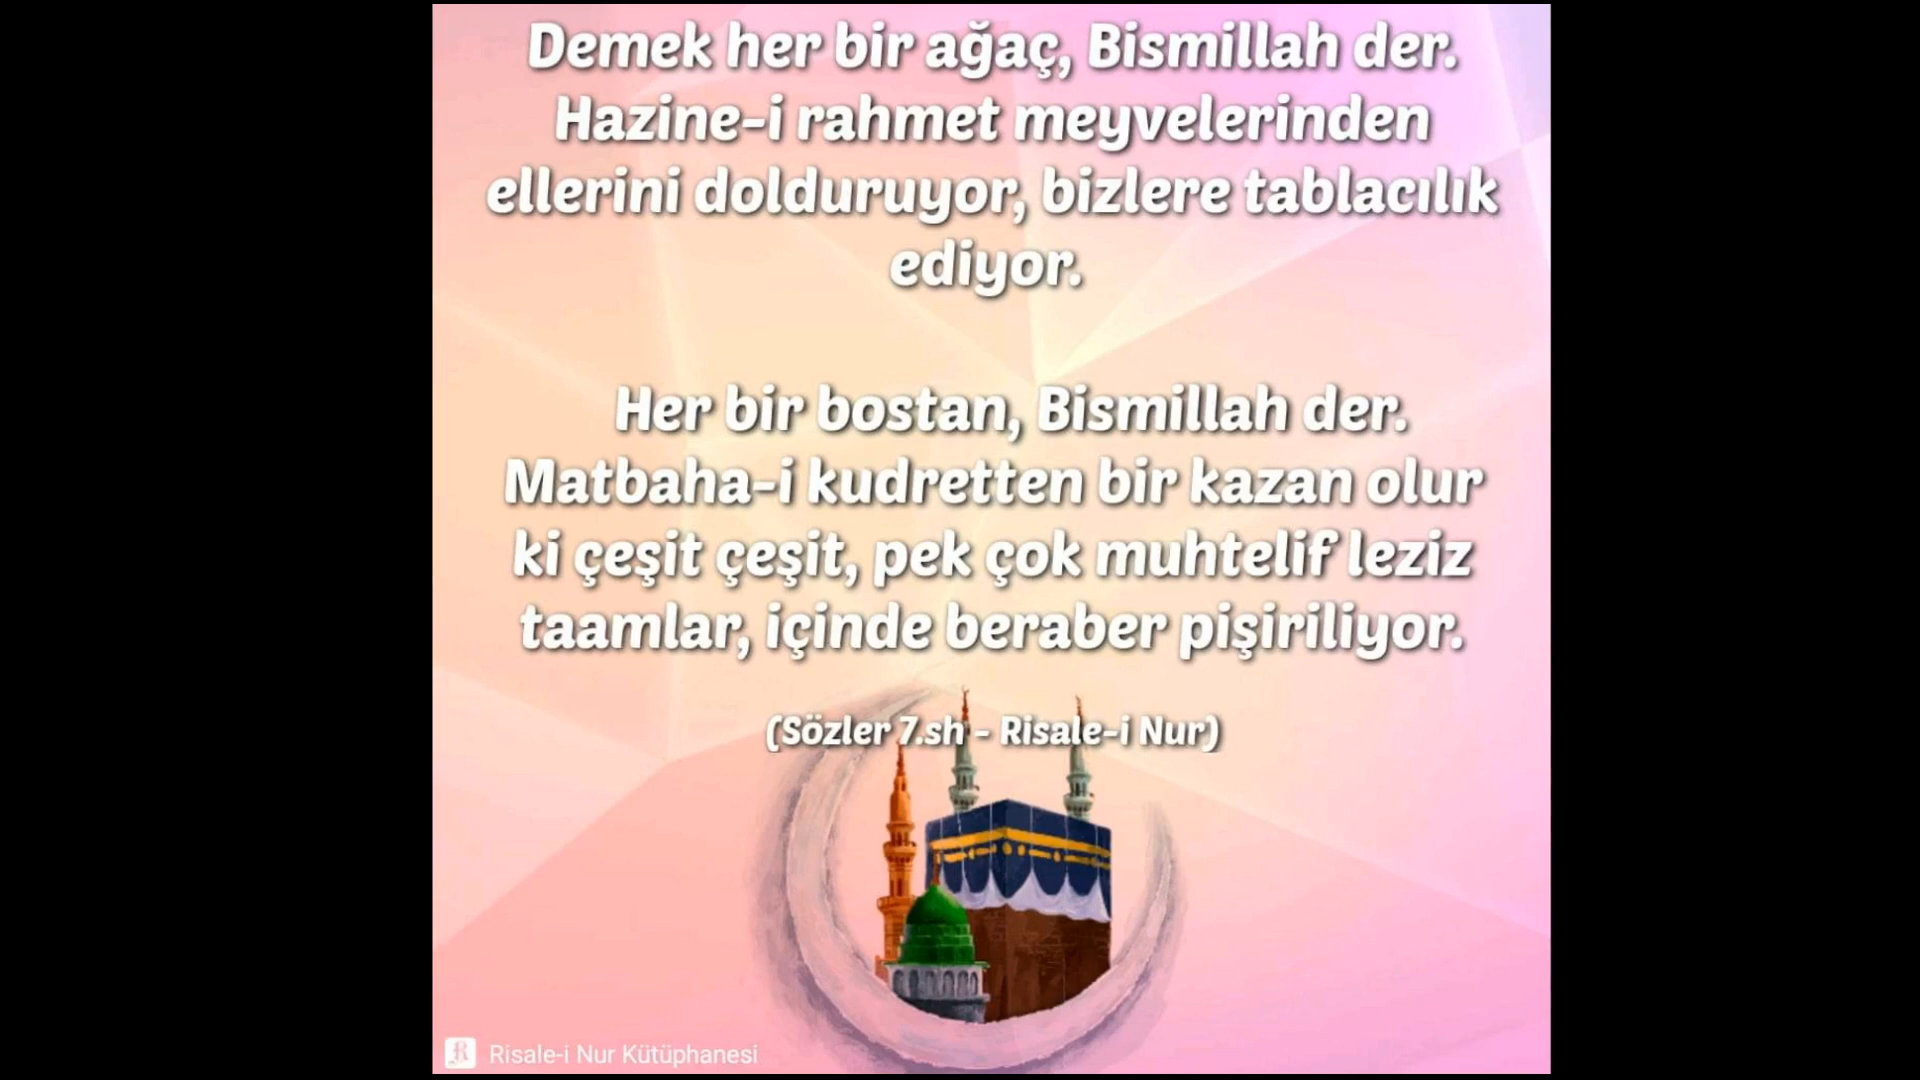 Demek her bir ağaç, Bismillah der.
Hazine-i rahmet meyvelerinden
ellerini dolduruyor, bizlere tablacılık
ediyor.
Her bir bostan, Bismillah der.
Matbaha-i kudretten bir kazan olur
ki çeşit çeşit, pek çok muhtelif leziz
taamlar, içinde beraber pişiriliyor.
(Sözler 7.sh - Risale-i Nur)
Risale-i Nur Kütüphanesi